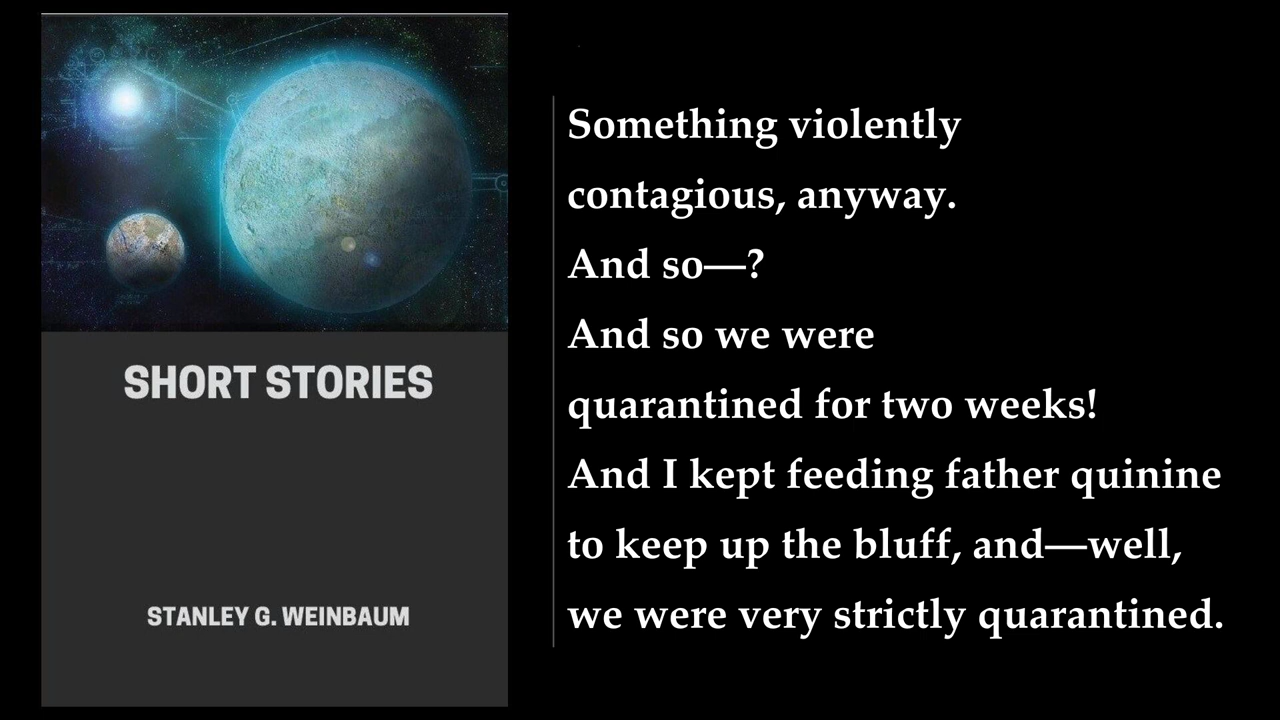 SHORT STORIES
STANLEY G. WEINBAUM
Something violently
contagious, anyway.
And so—?
And so we were
quarantined for two weeks!
And I kept feeding father quinine
to keep up the bluff, and—well,
we were very strictly quarantined.